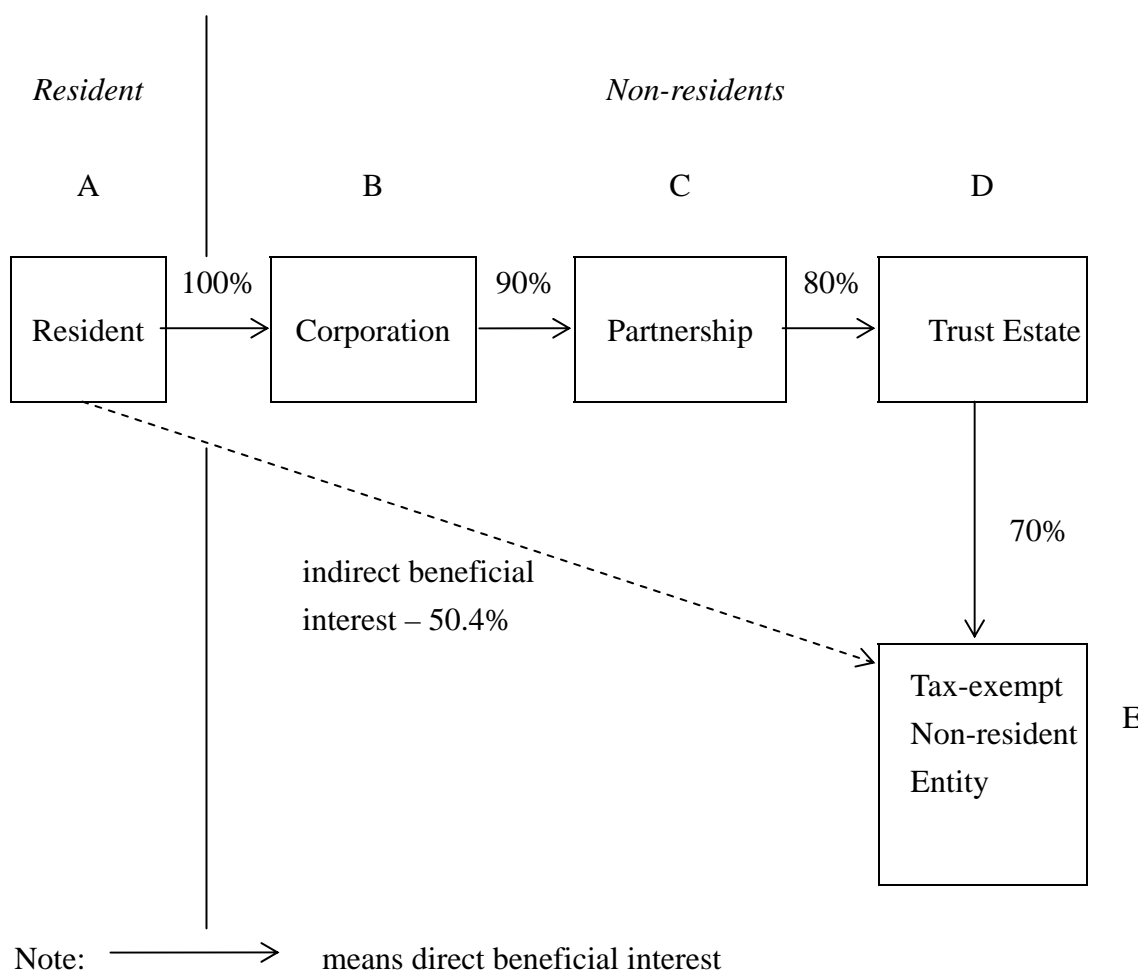 Resident Non-residents
A B C D
100% 90% 80%
Resident Corporation Partnership Trust Estate
70%
indirect beneficial
interest – 50.4%
Tax-exempt
Non-resident
Entity
E
Note: means direct beneficial interest